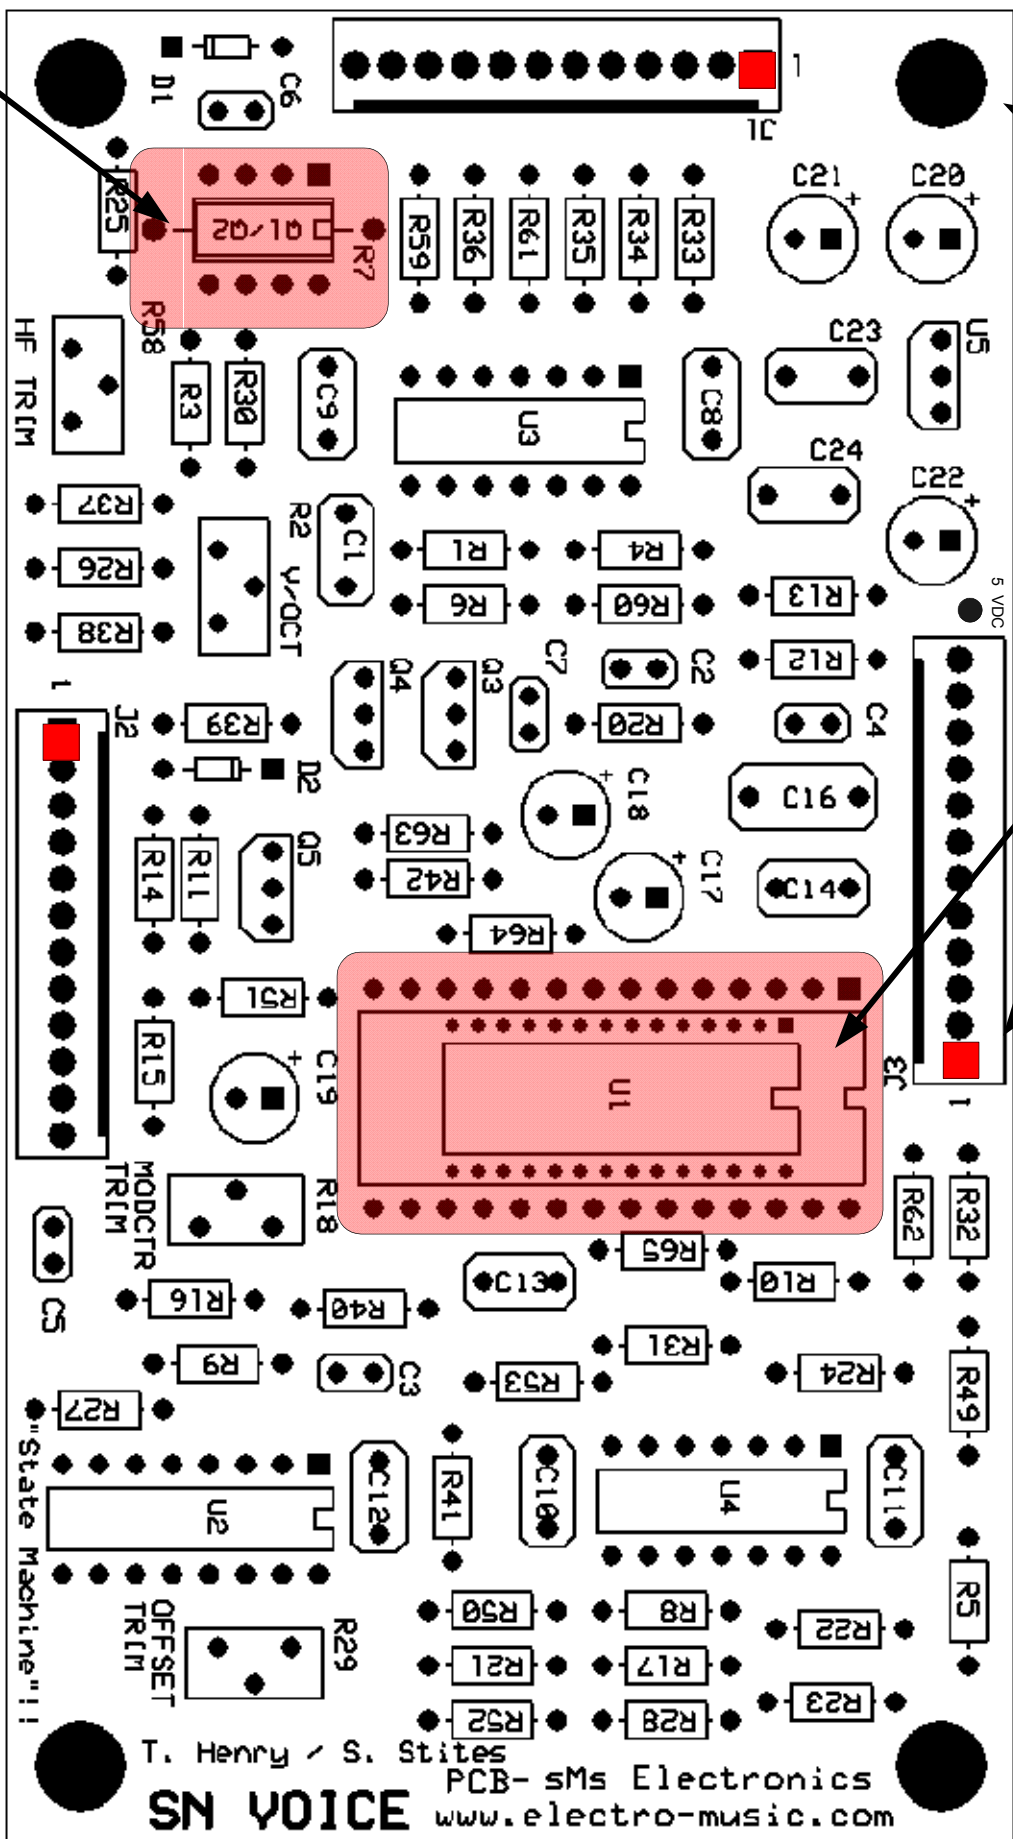 D1
C6
1
J1
R25
Q1/Q2
R7
R59
R36
R61
R35
R34
R33
C21
+
C20
+
HF TRIM
R58
R3
R30
C9
U3
C8
C23
U5
C24
C22
+
R37
R2
C1
R1
R4
V/OCT
R26
R6
R60
R13
5 VDC
R38
R12
1
J2
Q4
Q3
C7
C2
R39
R20
C4
D2
C18
+
C16
R14
R11
Q5
R63
C17
+
R42
C14
R64
R51
R15
C19
+
U1
J3
1
MODCTR
TRIM
R18
R62
R32
R65
C5
R16
R40
C13
R10
R31
R9
C3
R53
R24
R49
R27
"State Machine"!!
U2
C12
R41
C10
U4
C11
R5
OFFSET
TRIM
R29
R50
R8
R22
R21
R17
R23
R52
R28
T. Henry / S. Stites
PCB- sMs Electronics
SN VOICE
www.electro-music.com